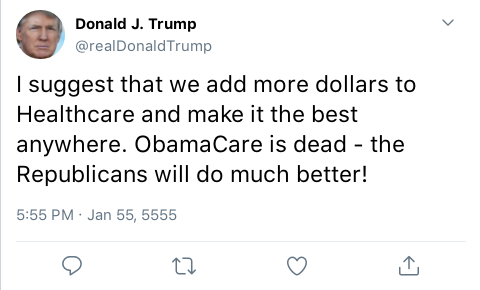 Donald J. Trump
@realDonaldTrump
I suggest that we add more dollars to
Healthcare and make it the best
anywhere. ObamaCare is dead - the
Republicans will do much better!
5:55 PM · Jan 55, 5555